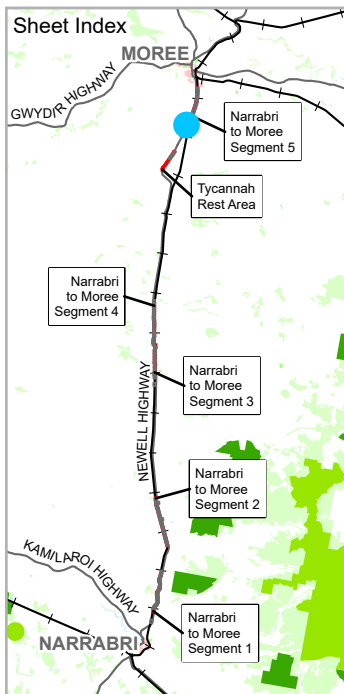 Sheet Index
MOREE
GWYDIR HIGHWAY
Narrabri
to Moree
Segment 5
Tycannah
Rest Area
Narrabri
to Moree
Segment 4
Narrabri
to Moree
Segment 3
NEWELL HIGHWAY
Narrabri
to Moree
Segment 2
KAMILAROI HIGHWAY
Narrabri
to Moree
Segment 1
NARRABRI